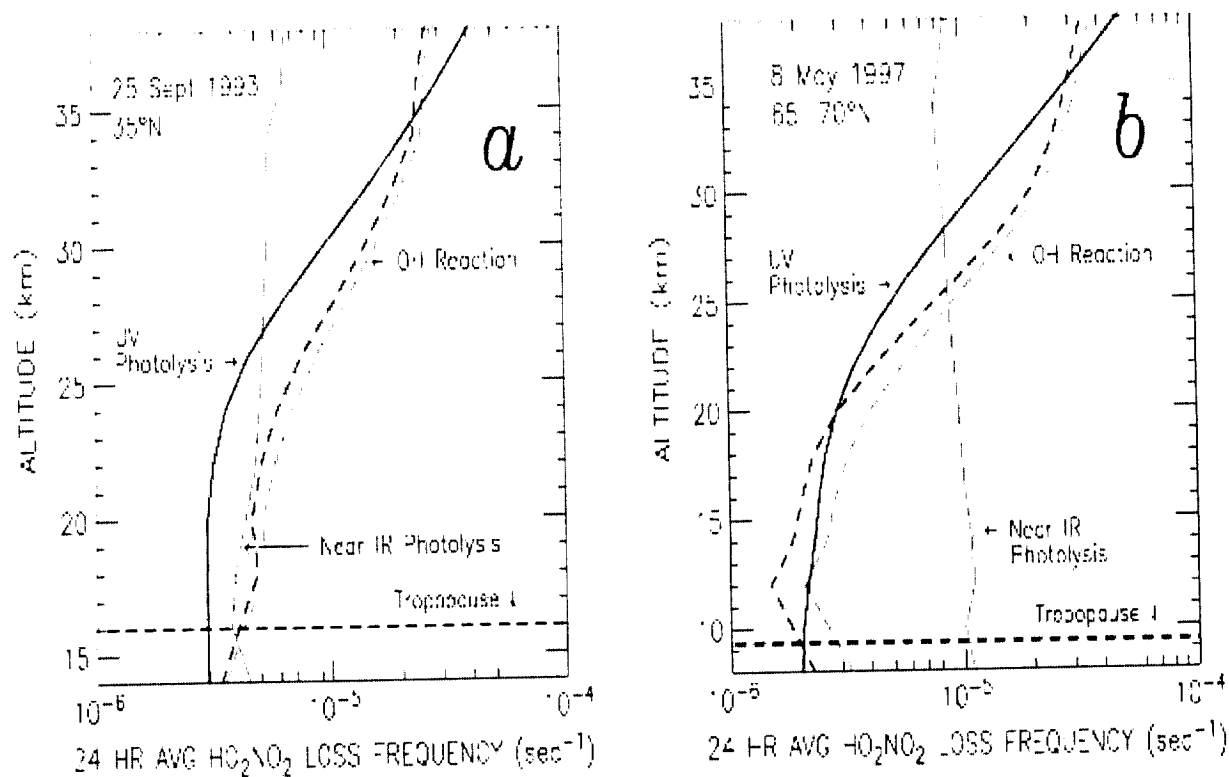 25 Sept 1993
35°N
a
35
30
25
20
15
ALTITUDE (km)
OH Reaction
UV
Photolysis
Near IR Photolysis
Tropopause ↓
10⁻⁶
10⁻⁵
10⁻⁴
24 HR AVG HO₂NO₂ LOSS FREQUENCY (sec⁻¹)
8 May 1997
65-70°N
b
35
30
25
20
15
10
ALTITUDE (km)
UV
Photolysis
OH Reaction
Near IR
Photolysis
Tropopause ↓
10⁻⁶
10⁻⁵
10⁻⁴
24 HR AVG HO₂NO₂ LOSS FREQUENCY (sec⁻¹)